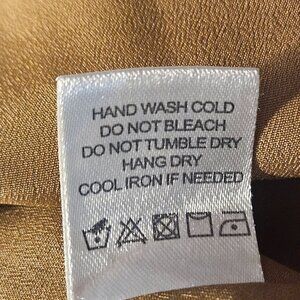 HAND WASH COLD
DO NOT BLEACH
DO NOT TUMBLE DRY
HANG DRY
COOL IRON IF NEEDED